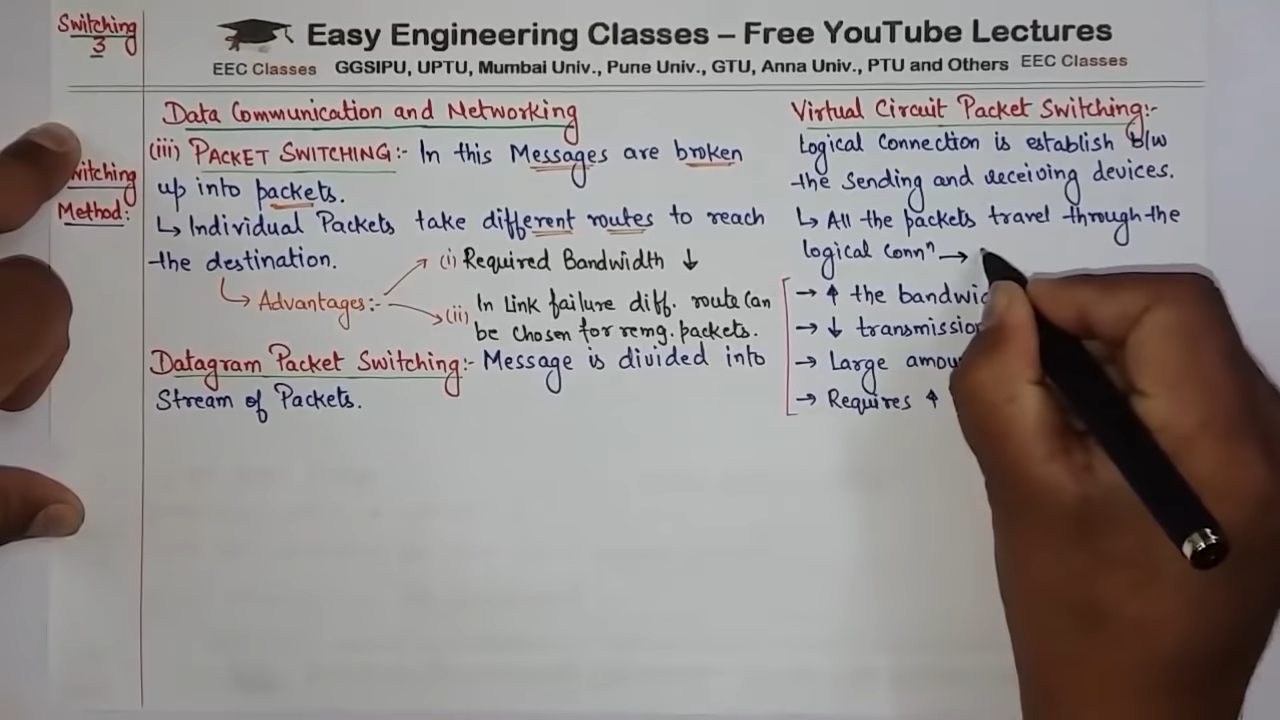 Switching
3
Easy Engineering Classes – Free YouTube Lectures
EEC Classes GGSIPU, UPTU, Mumbai Univ., Pune Univ., GTU, Anna Univ., PTU and Others EEC Classes
witching
Method:
Data Communication and Networking
(iii) PACKET SWITCHING:- In this Messages are broken
up into packets.
↳ Individual Packets take different routes to reach
the destination.
↳ Advantages:-
→ (i) Required Bandwidth ↓
→ (ii) In Link failure diff. route Can
be Chosen for remg. packets.
Datagram Packet Switching:- Message is divided into
Stream of Packets.
Virtual Circuit Packet Switching:-
Logical Connection is establish b/w
the Sending and receiving devices.
↳ All the packets travel through the
logical Connⁿ →
→ ↑ the bandwid
→ ↓ transmission
→ Large amou
→ Requires ↑